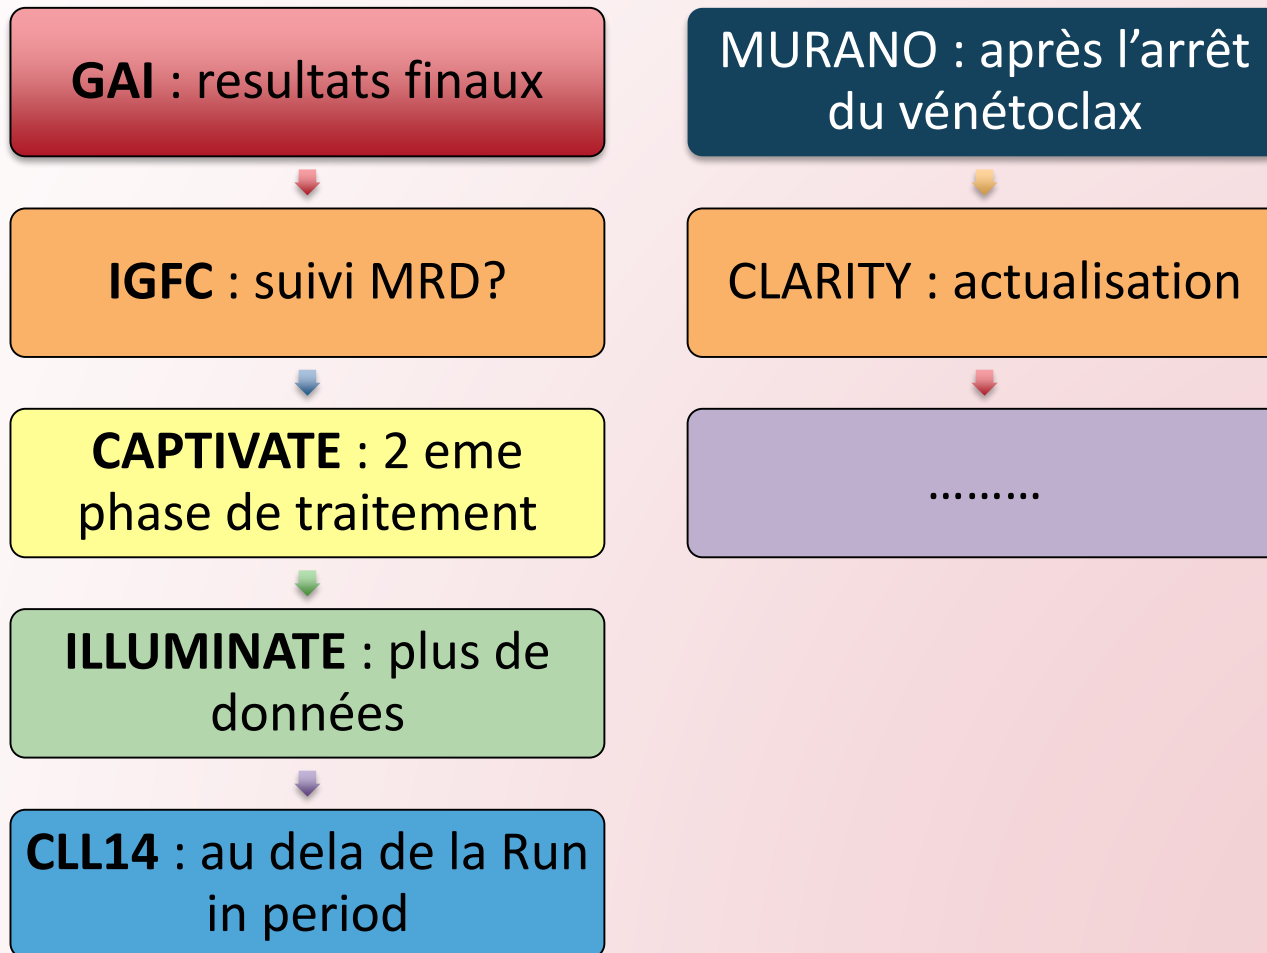 GAI : resultats finaux
IGFC : suivi MRD?
CAPTIVATE : 2 eme
phase de traitement
ILLUMINATE : plus de
données
CLL14 : au dela de la Run
in period
MURANO : après l’arrêt
du vénétoclax
CLARITY : actualisation
………